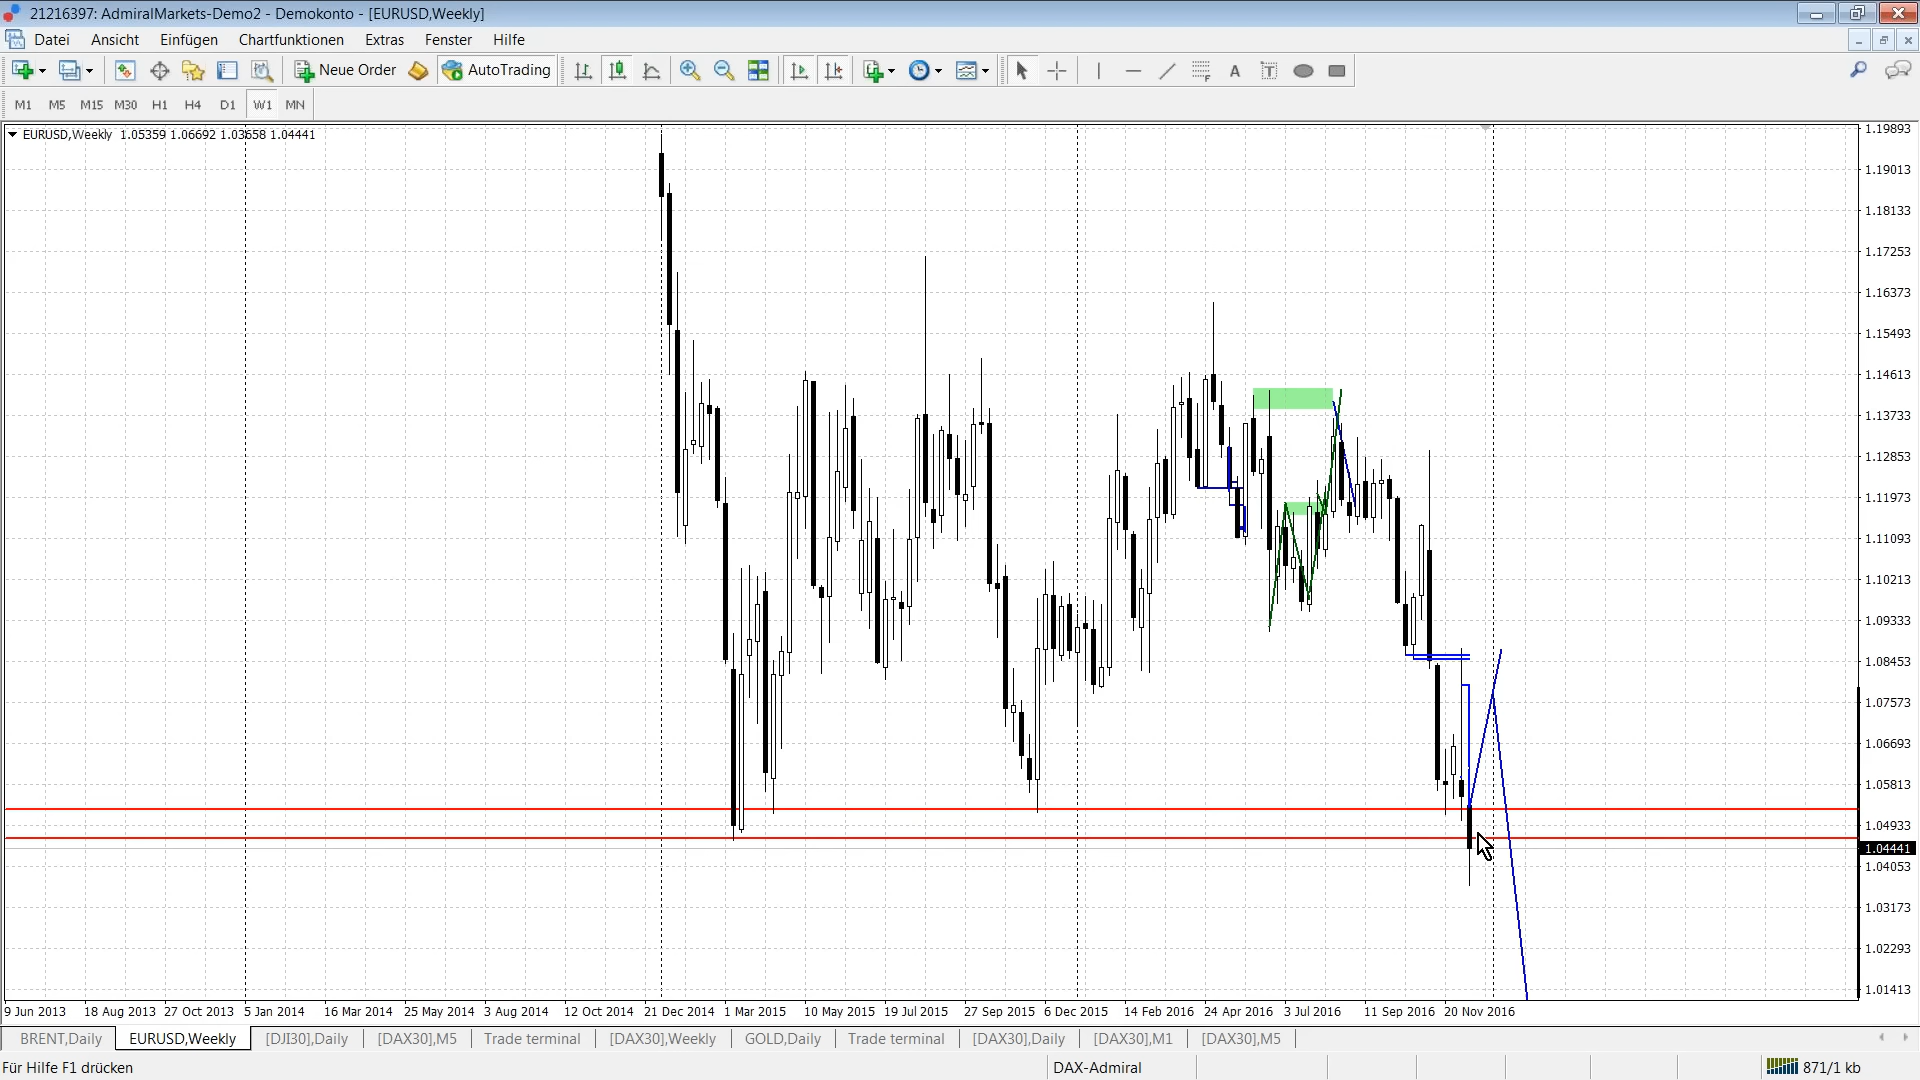 21216397: AdmiralMarkets-Demo2 - Demokonto - [EURUSD,Weekly]
Datei Ansicht Einfügen Chartfunktionen Extras Fenster Hilfe
Neue Order AutoTrading
M1 M5 M15 M30 H1 H4 D1 W1 MN
EURUSD,Weekly 1.05359 1.06692 1.03658 1.04441
1.19893
1.19013
1.18133
1.17253
1.16373
1.15493
1.14613
1.13733
1.12853
1.11973
1.11093
1.10213
1.09333
1.08453
1.07573
1.06693
1.05813
1.04933
1.04441
1.04053
1.03173
1.02293
1.01413
9 Jun 2013 18 Aug 2013 27 Oct 2013 5 Jan 2014 16 Mar 2014 25 May 2014 3 Aug 2014 12 Oct 2014 21 Dec 2014 1 Mar 2015 10 May 2015 19 Jul 2015 27 Sep 2015 6 Dec 2015 14 Feb 2016 24 Apr 2016 3 Jul 2016 11 Sep 2016 20 Nov 2016
BRENT,Daily EURUSD,Weekly [DJI30],Daily [DAX30],M5 Trade terminal [DAX30],Weekly GOLD,Daily Trade terminal [DAX30],Daily [DAX30],M1 [DAX30],M5
Für Hilfe F1 drücken DAX-Admiral 871/1 kb